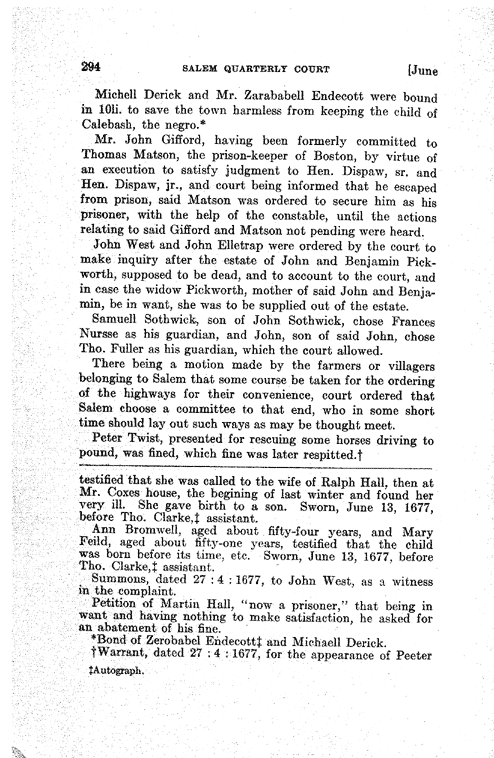 294 SALEM QUARTERLY COURT [June
Michell Derick and Mr. Zarababell Endecott were bound
in 10li. to save the town harmless from keeping the child of
Calebash, the negro.*
Mr. John Gifford, having been formerly committed to
Thomas Matson, the prison-keeper of Boston, by virtue of
an execution to satisfy judgment to Hen. Dispaw, sr. and
Hen. Dispaw, jr., and court being informed that he escaped
from prison, said Matson was ordered to secure him as his
prisoner, with the help of the constable, until the actions
relating to said Gifford and Matson not pending were heard.
John West and John Elletrap were ordered by the court to
make inquiry after the estate of John and Benjamin Pick-
worth, supposed to be dead, and to account to the court, and
in case the widow Pickworth, mother of said John and Benja-
min, be in want, she was to be supplied out of the estate.
Samuell Sothwick, son of John Sothwick, chose Frances
Nursse as his guardian, and John, son of said John, chose
Tho. Fuller as his guardian, which the court allowed.
There being a motion made by the farmers or villagers
belonging to Salem that some course be taken for the ordering
of the highways for their convenience, court ordered that
Salem choose a committee to that end, who in some short
time should lay out such ways as may be thought meet.
Peter Twist, presented for rescuing some horses driving to
pound, was fined, which fine was later respitted.†
testified that she was called to the wife of Ralph Hall, then at
Mr. Coxes house, the begining of last winter and found her
very ill. She gave birth to a son. Sworn, June 13, 1677,
before Tho. Clarke,‡ assistant.
Ann Bromwell, aged about fifty-four years, and Mary
Feild, aged about fifty-one years, testified that the child
was born before its time, etc. Sworn, June 13, 1677, before
Tho. Clarke,‡ assistant.
Summons, dated 27 : 4 : 1677, to John West, as a witness
in the complaint.
Petition of Martin Hall, "now a prisoner," that being in
want and having nothing to make satisfaction, he asked for
an abatement of his fine.
*Bond of Zerobabel Endecott‡ and Michaell Derick.
†Warrant, dated 27 : 4 : 1677, for the appearance of Peeter
‡Autograph.